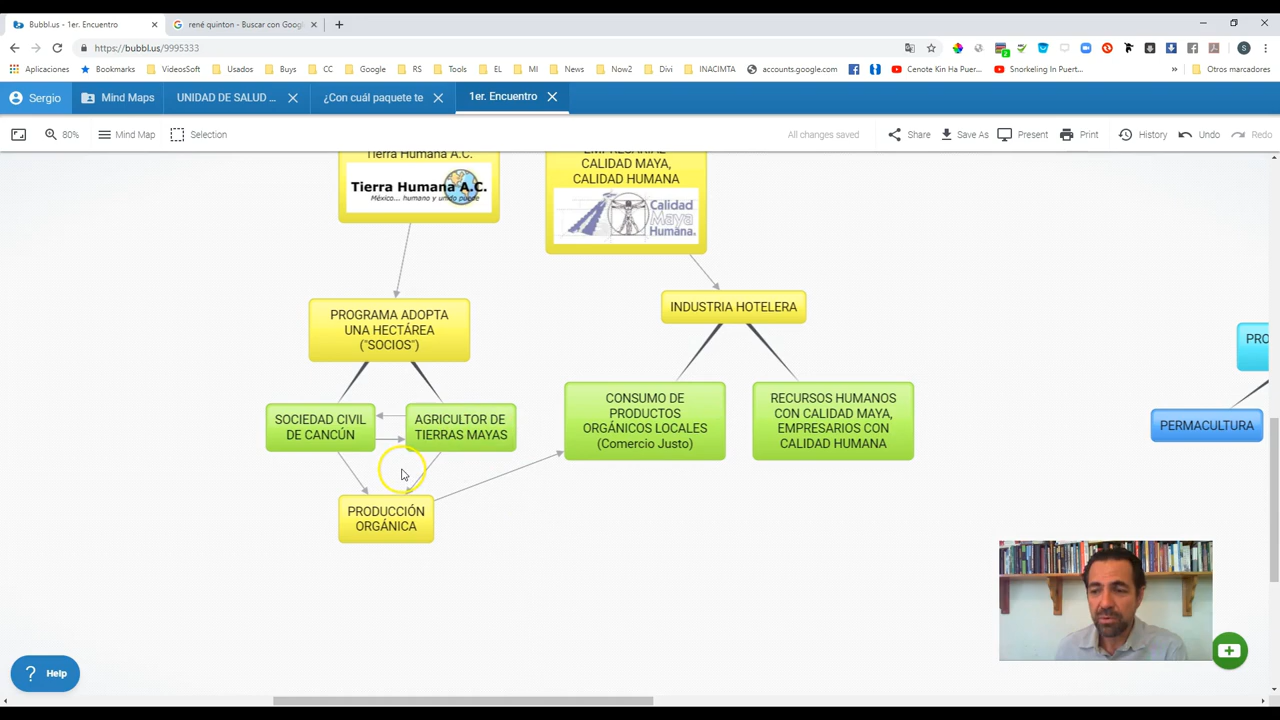 Bubbl.us - 1er. Encuentro
rené quinton - Buscar con Goog
https://bubbl.us/9995333
Aplicaciones
Bookmarks
VideosSoft
Usados
Buys
CC
Google
RS
Tools
EL
MI
News
Now2
Divi
INACIMTA
accounts.google.com
Cenote Kin Ha Puer...
Snorkeling In Puert...
»
Otros marcadores
Sergio
Mind Maps
UNIDAD DE SALUD ...
¿Con cuál paquete te
1er. Encuentro
80%
Mind Map
Selection
All changes saved
Share
Save As
Present
Print
History
Undo
Redo
Tierra Humana A.C.
Tierra Humana A.C.
México... humano y unido puede
EMPRESARIAL
CALIDAD MAYA,
CALIDAD HUMANA
Calidad
Maya
Humana®
PROGRAMA ADOPTA
UNA HECTÁREA
("SOCIOS")
INDUSTRIA HOTELERA
SOCIEDAD CIVIL
DE CANCÚN
AGRICULTOR DE
TIERRAS MAYAS
CONSUMO DE
PRODUCTOS
ORGÁNICOS LOCALES
(Comercio Justo)
RECURSOS HUMANOS
CON CALIDAD MAYA,
EMPRESARIOS CON
CALIDAD HUMANA
PRO
PERMACULTURA
PRODUCCIÓN
ORGÁNICA
? Help